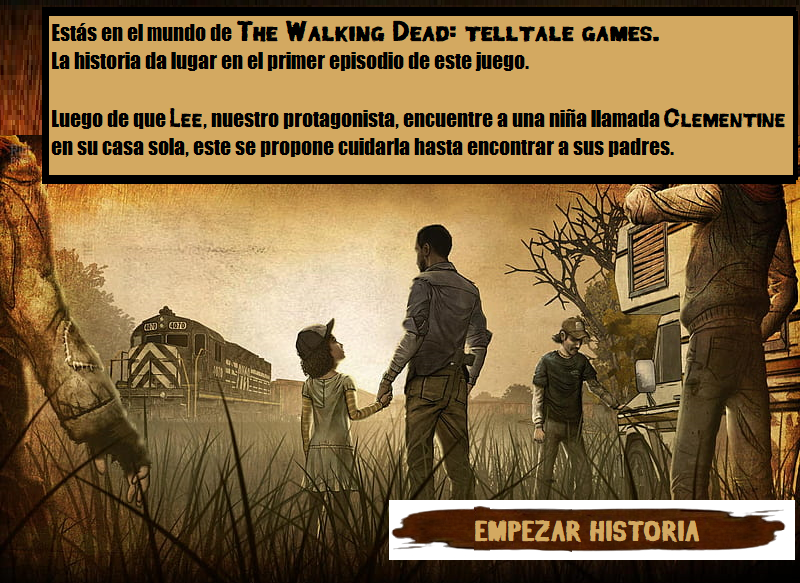 Estás en el mundo de The Walking Dead: telltale games.
La historia da lugar en el primer episodio de este juego.
Luego de que Lee, nuestro protagonista, encuentre a una niña llamada Clementine
en su casa sola, este se propone cuidarla hasta encontrar a sus padres.
4070 4070
EMPEZAR HISTORIA